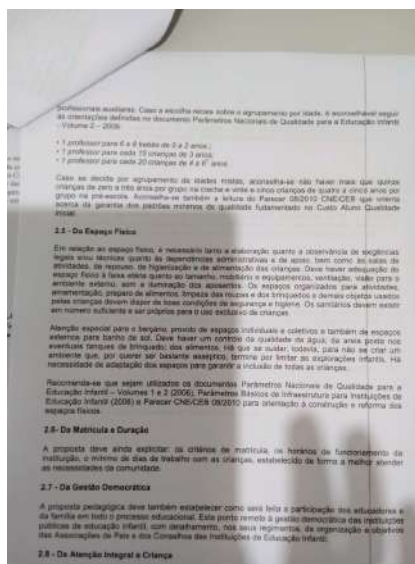 profissionais auxiliares. Caso a escolha recaia sobre o agrupamento por idade, é aconselhável seguir
as orientações definidas no documento Parâmetros Nacionais de Qualidade para a Educação Infantil
- Volume 2 – 2006:
• 1 professor para 6 a 8 bebês de 0 a 2 anos;
• 1 professor para cada 15 crianças de 3 anos;
• 1 professor para cada 20 crianças de 4 a 6 anos.
Caso se decida por agrupamento de idades mistas, aconselha-se não haver mais que quinze
crianças de zero a três anos por grupo na creche e vinte e cinco crianças de quatro a cinco anos por
grupo na pré-escola. Aconselha-se também a leitura do Parecer 08/2010 CNE/CEB que orienta
acerca da garantia dos padrões mínimos de qualidade fudamentado no Custo Aluno Qualidade
Inicial.
2.5 - Do Espaço Físico
Em relação ao espaço físico, é necessário tanto a elaboração quanto a observância de exigências
legais e/ou técnicas quanto às dependências administrativas e de apoio, bem como às salas de
atividades, de repouso, de higienização e de alimentação das crianças. Deve haver adequação do
espaço físico à faixa etária quanto ao tamanho, mobiliário e equipamentos, ventilação, visão para o
ambiente externo, com a iluminação dos aposentos. Os espaços organizados para atividades,
amamentação, preparo de alimentos, limpeza das roupas e dos brinquedos e demais objetos usados
pelas crianças devem dispor de boas condições de segurança e higiene. Os sanitários devem existir
em número suficiente e ser próprios para o uso exclusivo de crianças.
Atenção especial para o berçário, provido de espaços individuais e coletivos e também de espaços
externos para banho de sol. Deve haver um controle da qualidade da água, da areia posta nos
eventuais tanques de brinquedo, dos alimentos. Há que se cuidar, todavia, para não se criar um
ambiente que, por querer ser bastante asséptico, termine por limitar as explorações infantis. Há
necessidade de adaptação dos espaços para garantir a inclusão de todas as crianças.
Recomenda-se que sejam utilizados os documentos Parâmetros Nacionais de Qualidade para a
Educação Infantil – Volumes 1 e 2 (2006), Parâmetros Básicos de Infraestrutura para Instituições de
Educação Infantil (2006) e Parecer CNE/CEB 08/2010 para orientação à construção e reforma dos
espaços físicos.
2.6- Da Matrícula e Duração
A proposta deve ainda explicitar: os critérios de matrícula, os horários de funcionamento da
instituição, o mínimo de dias de trabalho com as crianças, estabelecido de forma a melhor atender
as necessidades da comunidade.
2.7 - Da Gestão Democrática
A proposta pedagógica deve também estabelecer como será feita a participação dos educadores e
da família em todo o processo educacional. Este ponto remete à gestão democrática das instituições
públicas de educação infantil, com detalhamento, nos seus regimentos, da organização e objetivos
das Associações de Pais e dos Conselhos das Instituições de Educação Infantil.
2.8 - Da Atenção Integral à Criança